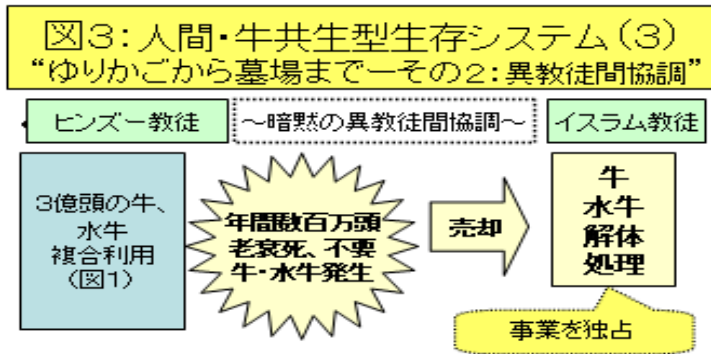 図3:人間・牛共生型生存システム(3)
“ゆりかごから墓場までーその2:異教徒間協調”
ヒンズー教徒
~暗黙の異教徒間協調~
イスラム教徒
3億頭の牛、
水牛
複合利用
(図1)
年間数百万頭
老衰死、不要
牛・水牛発生
売却
牛
水牛
解体
処理
事業を独占